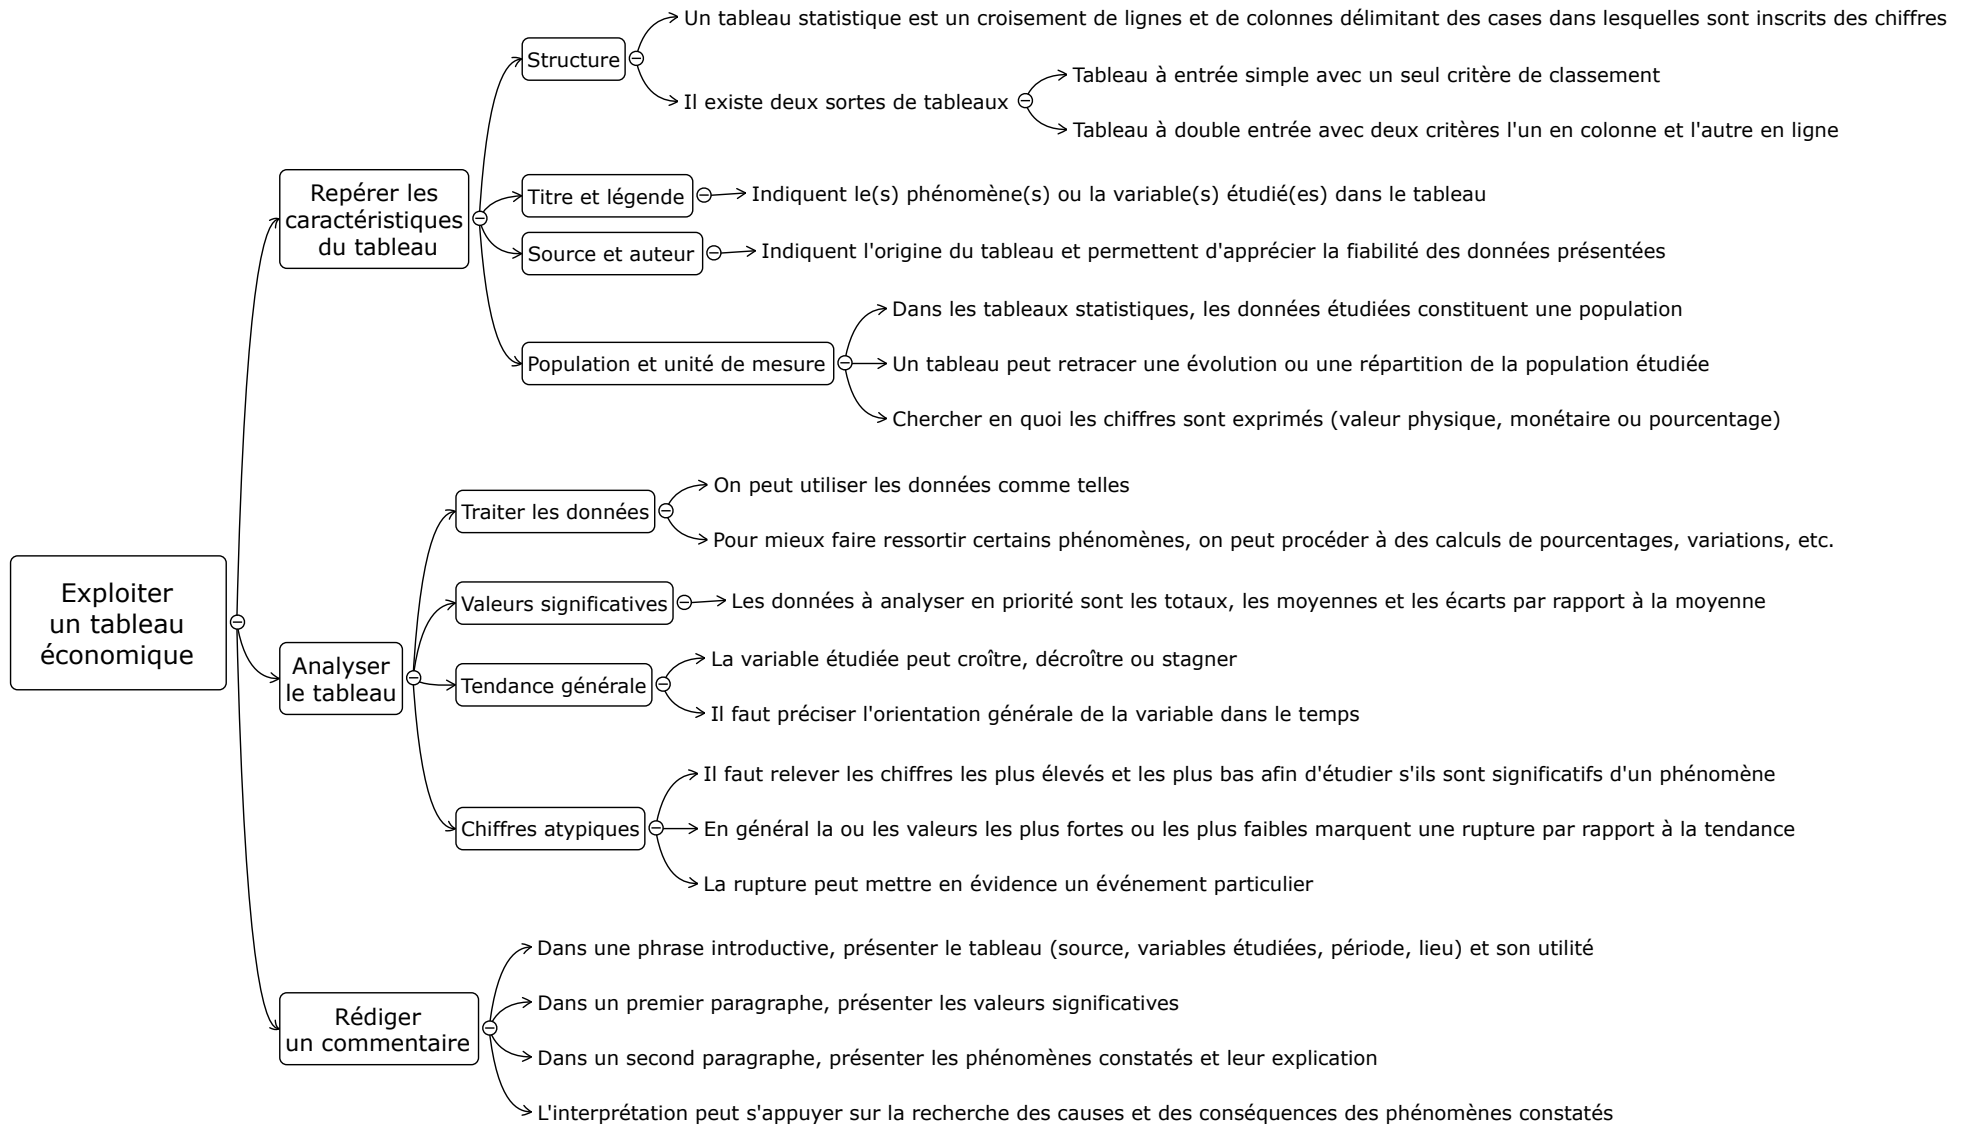 Exploiter
un tableau
économique
Repérer les
caractéristiques
du tableau
Structure
Un tableau statistique est un croisement de lignes et de colonnes délimitant des cases dans lesquelles sont inscrits des chiffres
Il existe deux sortes de tableaux
Tableau à entrée simple avec un seul critère de classement
Tableau à double entrée avec deux critères l'un en colonne et l'autre en ligne
Titre et légende
Indiquent le(s) phénomène(s) ou la variable(s) étudié(es) dans le tableau
Source et auteur
Indiquent l'origine du tableau et permettent d'apprécier la fiabilité des données présentées
Population et unité de mesure
Dans les tableaux statistiques, les données étudiées constituent une population
Un tableau peut retracer une évolution ou une répartition de la population étudiée
Chercher en quoi les chiffres sont exprimés (valeur physique, monétaire ou pourcentage)
Analyser
le tableau
Traiter les données
On peut utiliser les données comme telles
Pour mieux faire ressortir certains phénomènes, on peut procéder à des calculs de pourcentages, variations, etc.
Valeurs significatives
Les données à analyser en priorité sont les totaux, les moyennes et les écarts par rapport à la moyenne
Tendance générale
La variable étudiée peut croître, décroître ou stagner
Il faut préciser l'orientation générale de la variable dans le temps
Chiffres atypiques
Il faut relever les chiffres les plus élevés et les plus bas afin d'étudier s'ils sont significatifs d'un phénomène
En général la ou les valeurs les plus fortes ou les plus faibles marquent une rupture par rapport à la tendance
La rupture peut mettre en évidence un événement particulier
Rédiger
un commentaire
Dans une phrase introductive, présenter le tableau (source, variables étudiées, période, lieu) et son utilité
Dans un premier paragraphe, présenter les valeurs significatives
Dans un second paragraphe, présenter les phénomènes constatés et leur explication
L'interprétation peut s'appuyer sur la recherche des causes et des conséquences des phénomènes constatés